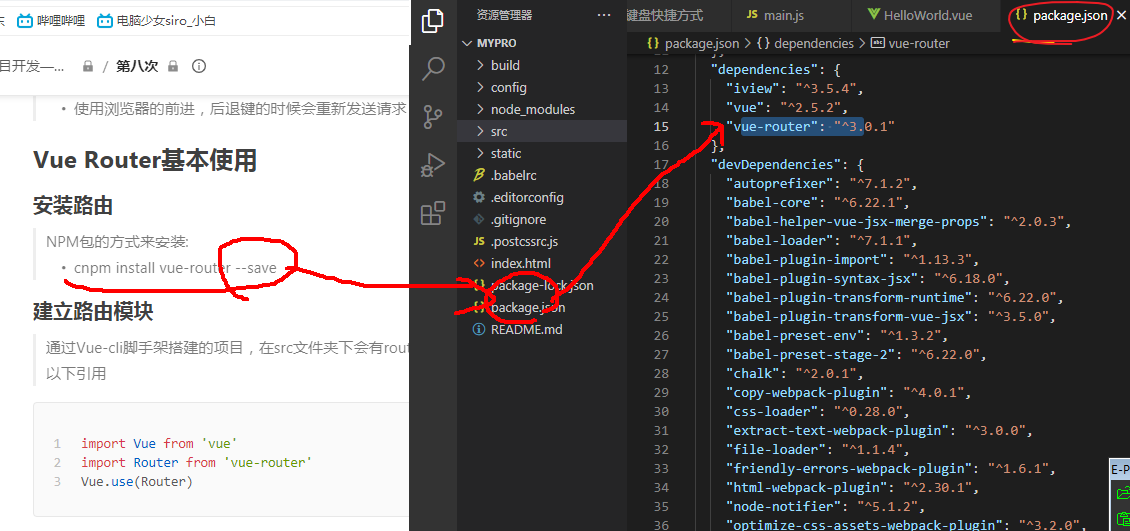 哔哩哔哩 电脑少女siro_小白
目开发—... / 第八次
• 使用浏览器的前进，后退键的时候会重新发送请求
Vue Router基本使用
安装路由
NPM包的方式来安装:
• cnpm install vue-router --save
建立路由模块
通过Vue-cli脚手架搭建的项目，在src文件夹下会有rout
以下引用
1 import Vue from 'vue'
2 import Router from 'vue-router'
3 Vue.use(Router)
资源管理器 ...
MYPRO
build
config
node_modules
src
static
.babelrc
.editorconfig
.gitignore
JS .postcssrc.js
index.html
package-lock.json
package.json
README.md
键盘快捷方式 JS main.js HelloWorld.vue {} package.json
{} package.json > {} dependencies > abc vue-router
12 "dependencies": {
13 "iview": "^3.5.4",
14 "vue": "^2.5.2",
15 "vue-router": "^3.0.1"
16 },
17 "devDependencies": {
18 "autoprefixer": "^7.1.2",
19 "babel-core": "^6.22.1",
20 "babel-helper-vue-jsx-merge-props": "^2.0.3",
21 "babel-loader": "^7.1.1",
22 "babel-plugin-import": "^1.13.3",
23 "babel-plugin-syntax-jsx": "^6.18.0",
24 "babel-plugin-transform-runtime": "^6.22.0",
25 "babel-plugin-transform-vue-jsx": "^3.5.0",
26 "babel-preset-env": "^1.3.2",
27 "babel-preset-stage-2": "^6.22.0",
28 "chalk": "^2.0.1",
29 "copy-webpack-plugin": "^4.0.1",
30 "css-loader": "^0.28.0",
31 "extract-text-webpack-plugin": "^3.0.0",
32 "file-loader": "^1.1.4",
33 "friendly-errors-webpack-plugin": "^1.6.1",
34 "html-webpack-plugin": "^2.30.1",
35 "node-notifier": "^5.1.2",
36 "optimize-css-assets-webpack-plugin": "^3.2.0",
E-P